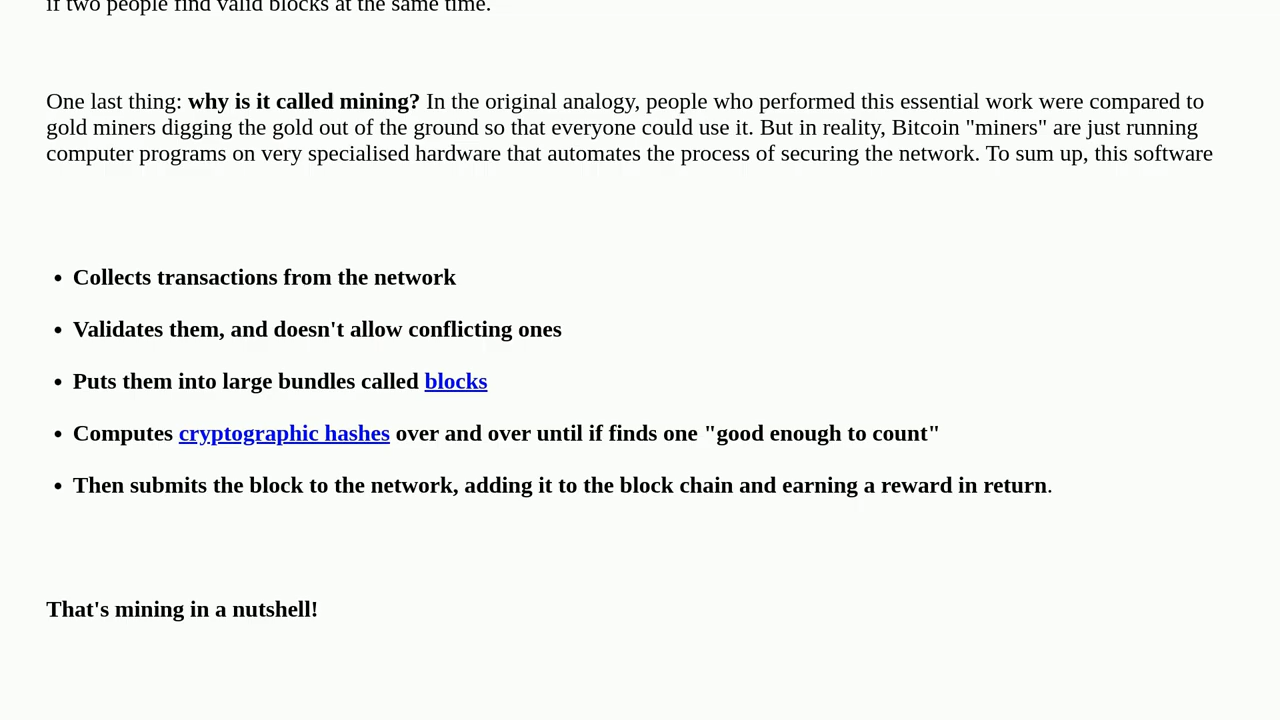 if two people find valid blocks at the same time.
One last thing: why is it called mining? In the original analogy, people who performed this essential work were compared to
gold miners digging the gold out of the ground so that everyone could use it. But in reality, Bitcoin "miners" are just running
computer programs on very specialised hardware that automates the process of securing the network. To sum up, this software
• Collects transactions from the network
• Validates them, and doesn't allow conflicting ones
• Puts them into large bundles called blocks
• Computes cryptographic hashes over and over until if finds one "good enough to count"
• Then submits the block to the network, adding it to the block chain and earning a reward in return.
That's mining in a nutshell!